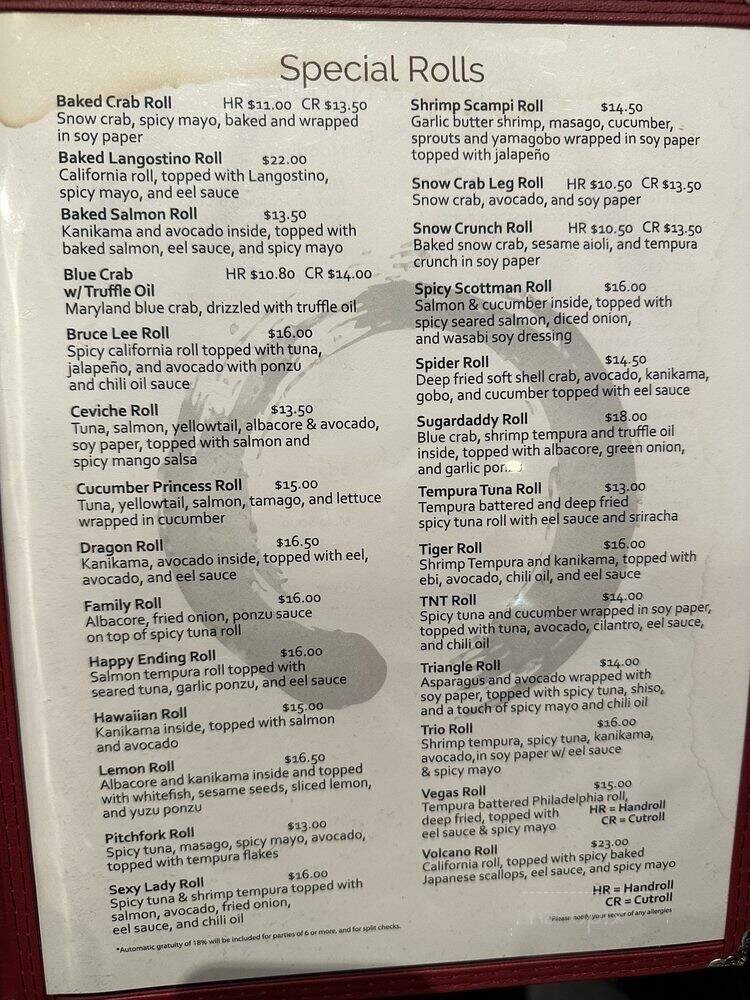 Special Rolls
Baked Crab Roll HR $11.00 CR $13.50
Snow crab, spicy mayo, baked and wrapped
in soy paper
Baked Langostino Roll $22.00
California roll, topped with Langostino,
spicy mayo, and eel sauce
Baked Salmon Roll $13.50
Kanikama and avocado inside, topped with
baked salmon, eel sauce, and spicy mayo
Blue Crab HR $10.80 CR $14.00
w/ Truffle Oil
Maryland blue crab, drizzled with truffle oil
Bruce Lee Roll $16.00
Spicy california roll topped with tuna,
jalapeño, and avocado with ponzu
and chili oil sauce
Ceviche Roll $13.50
Tuna, salmon, yellowtail, albacore & avocado,
soy paper, topped with salmon and
spicy mango salsa
Cucumber Princess Roll $15.00
Tuna, yellowtail, salmon, tamago, and lettuce
wrapped in cucumber
Dragon Roll $16.50
Kanikama, avocado inside, topped with eel,
avocado, and eel sauce
Family Roll $16.00
Albacore, fried onion, ponzu sauce
on top of spicy tuna roll
Happy Ending Roll $16.00
Salmon tempura roll topped with
seared tuna, garlic ponzu, and eel sauce
Hawaiian Roll $15.00
Kanikama inside, topped with salmon
and avocado
Lemon Roll $16.50
Albacore and kanikama inside and topped
with whitefish, sesame seeds, sliced lemon,
and yuzu ponzu
Pitchfork Roll $13.00
Spicy tuna, masago, spicy mayo, avocado,
topped with tempura flakes
Sexy Lady Roll $16.00
Spicy tuna & shrimp tempura topped with
salmon, avocado, fried onion,
eel sauce, and chili oil
*Automatic gratuity of 18% will be included for parties of 6 or more, and for split checks.
Shrimp Scampi Roll $14.50
Garlic butter shrimp, masago, cucumber,
sprouts and yamagobo wrapped in soy paper
topped with jalapeño
Snow Crab Leg Roll HR $10.50 CR $13.50
Snow crab, avocado, and soy paper
Snow Crunch Roll HR $10.50 CR $13.50
Baked snow crab, sesame aioli, and tempura
crunch in soy paper
Spicy Scottman Roll $16.00
Salmon & cucumber inside, topped with
spicy seared salmon, diced onion,
and wasabi soy dressing
Spider Roll $14.50
Deep fried soft shell crab, avocado, kanikama,
gobo, and cucumber topped with eel sauce
Sugardaddy Roll $18.00
Blue crab, shrimp tempura and truffle oil
inside, topped with albacore, green onion,
and garlic
Tempura Tuna Roll $13.00
Tempura battered and deep fried
spicy tuna roll with eel sauce and sriracha
Tiger Roll $16.00
Shrimp Tempura and kanikama, topped with
ebi, avocado, chili oil, and eel sauce
TNT Roll $14.00
Spicy tuna and cucumber wrapped in soy paper,
topped with tuna, avocado, cilantro, eel sauce,
and chili oil
Triangle Roll $14.00
Asparagus and avocado wrapped with
soy paper, topped with spicy tuna, shiso,
and a touch of spicy mayo and chili oil
Trio Roll $16.00
Shrimp tempura, spicy tuna, kanikama,
avocado,in soy paper w/ eel sauce
& spicy mayo
Vegas Roll $15.00
Tempura battered Philadelphia roll,
deep fried, topped with HR = Handroll
eel sauce & spicy mayo CR = Cutroll
Volcano Roll $23.00
California roll, topped with spicy baked
Japanese scallops, eel sauce, and spicy mayo
HR = Handroll
CR = Cutroll
*Please notify your server of any allergies